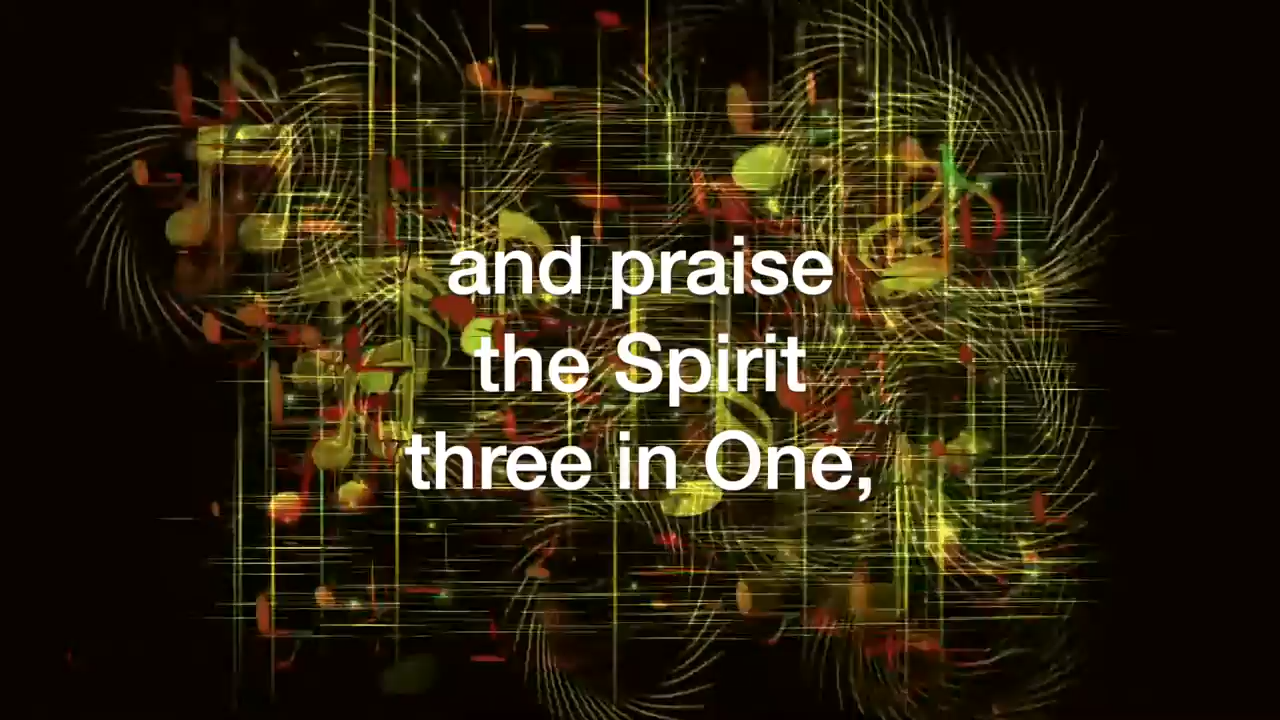 and praise
the Spirit
three in One,